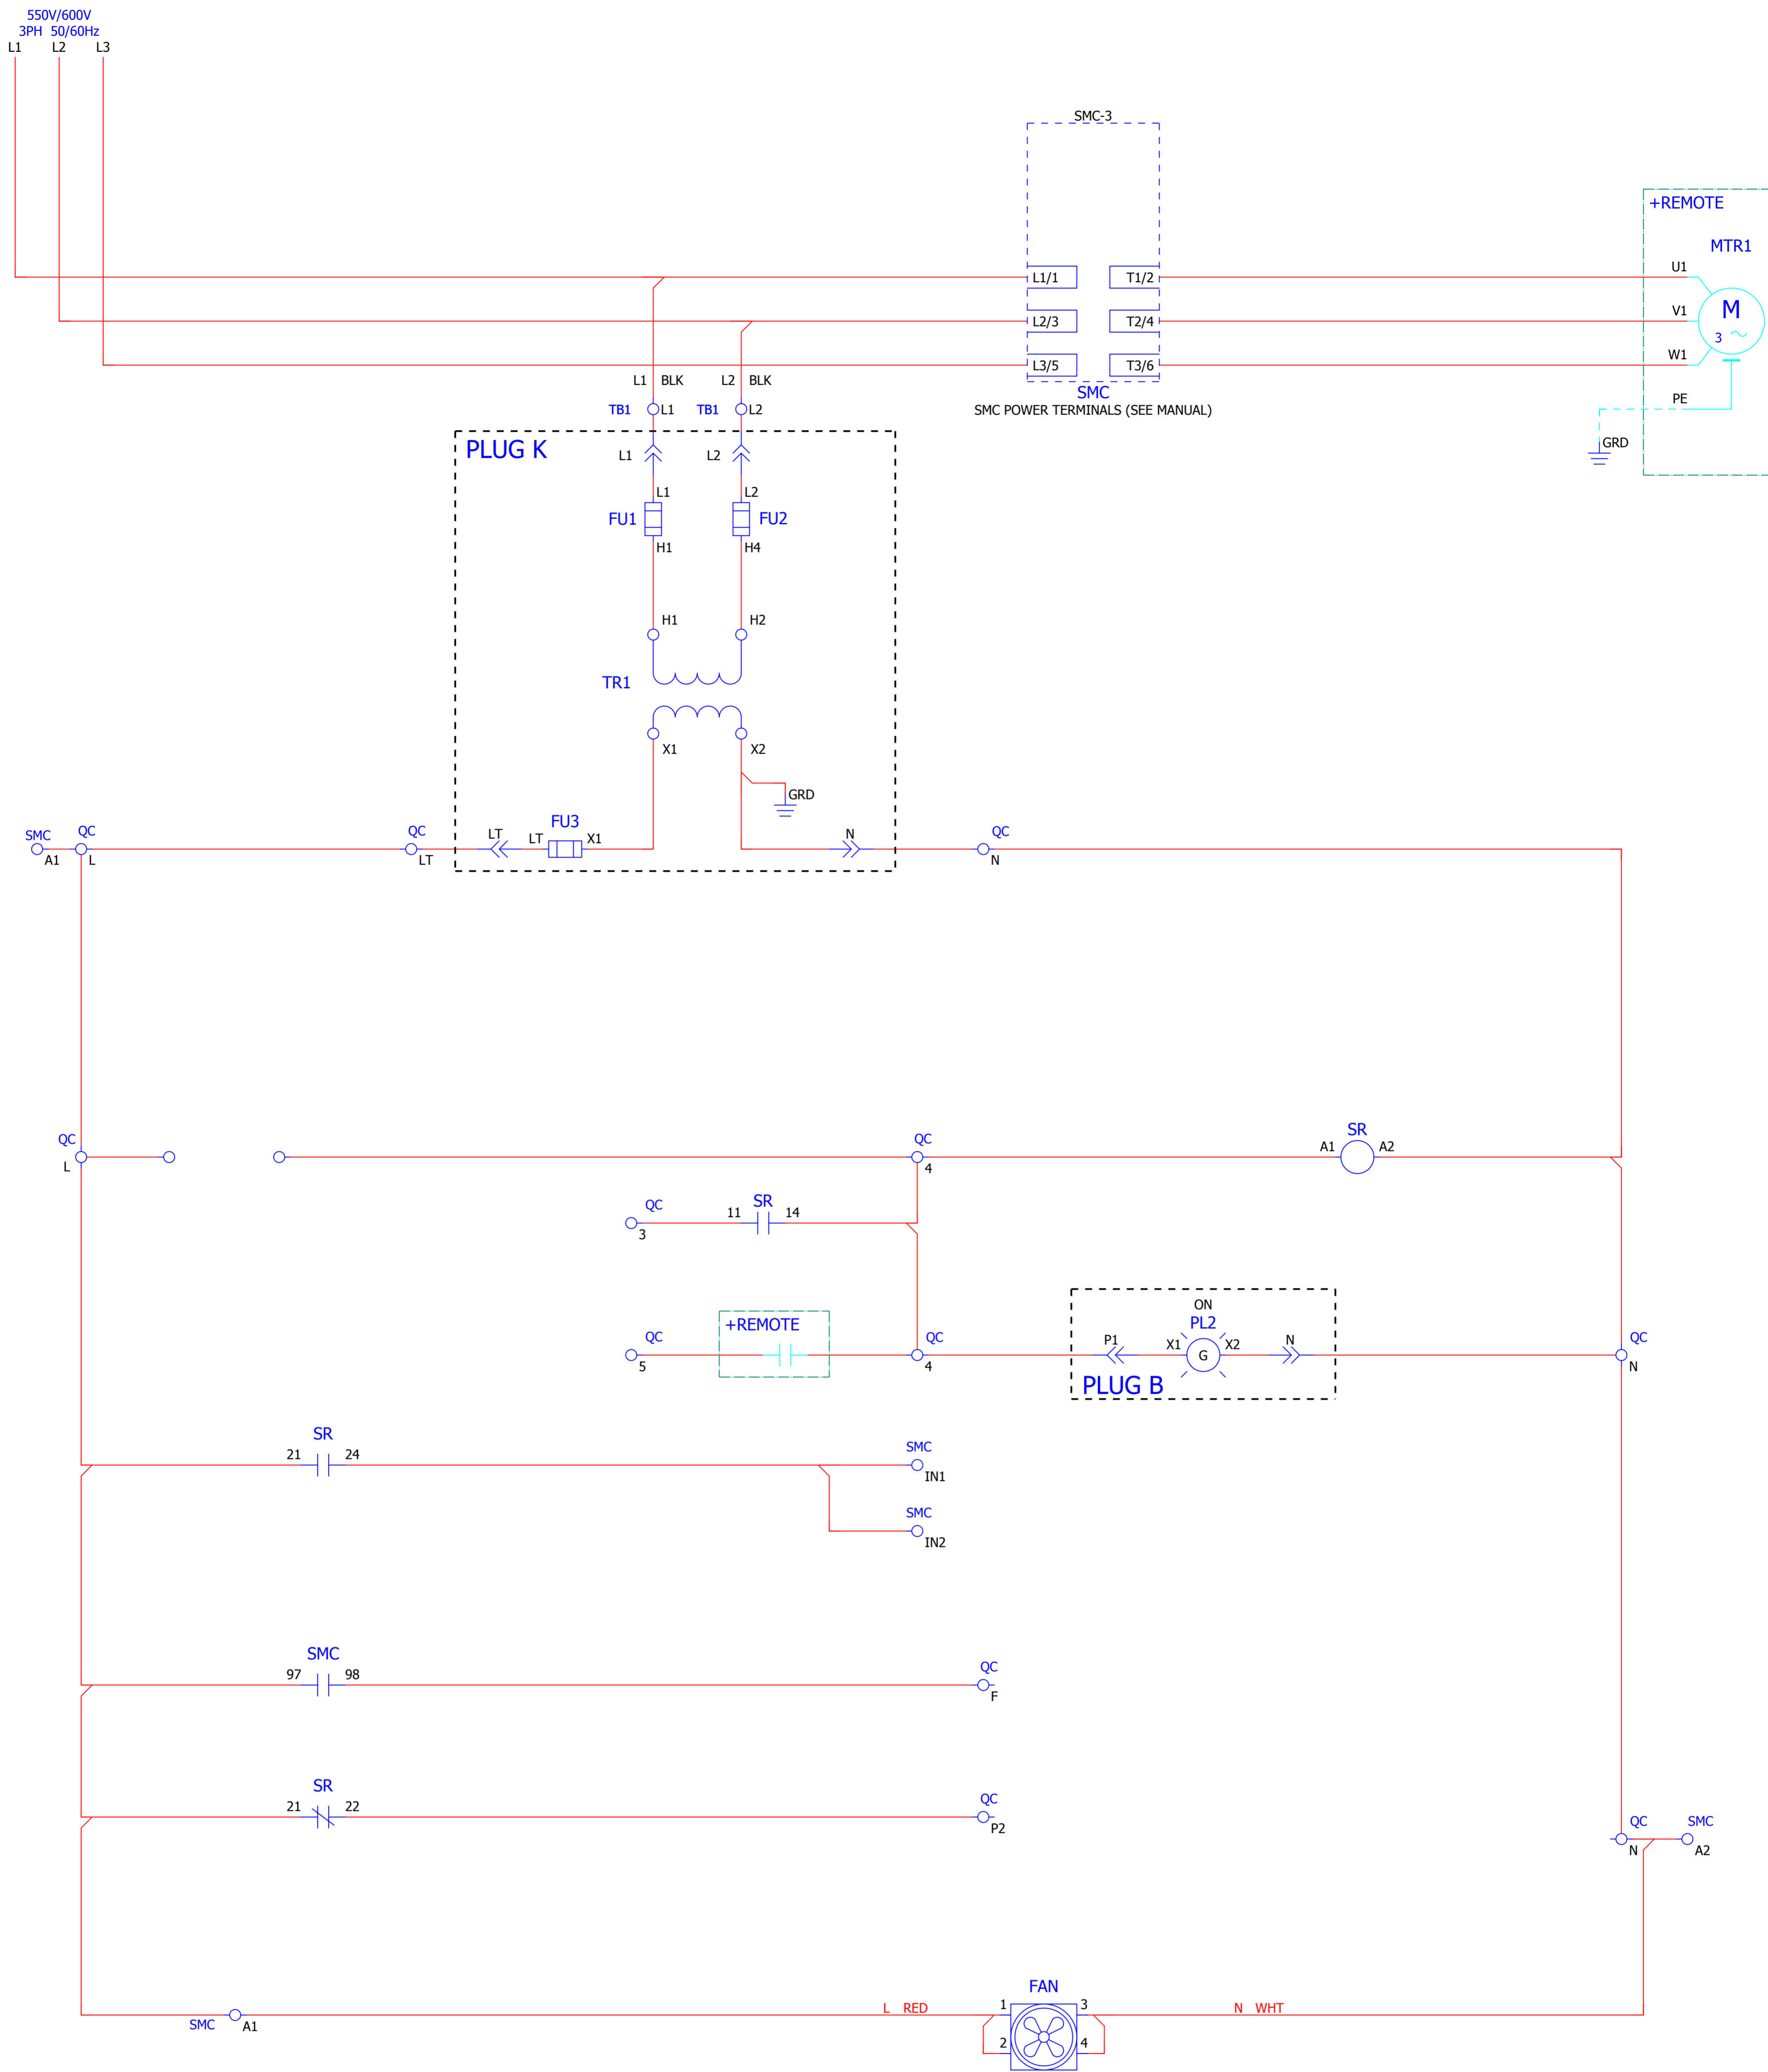 550V/600V
3PH 50/60Hz
L1 L2 L3
SMC-3
+REMOTE
MTR1
L1/1 T1/2 U1
L2/3 T2/4 V1
M
3
L3/5 T3/6 W1
SMC
SMC POWER TERMINALS (SEE MANUAL)
PE
GRD
L1 BLK L2 BLK
TB1 L1 TB1 L2
PLUG K
L1 L2
L1 L2
FU1 FU2
H1 H4
H1 H2
TR1
X1 X2
GRD
FU3
SMC QC QC LT LT X1 N QC
A1 L LT N
QC QC SR
A1 A2
L 4
QC SR
11 14
3
ON
+REMOTE PL2
QC QC P1 X1 X2 N QC
G
5 4 N
PLUG B
SR
21 24 SMC
IN1
SMC
IN2
SMC
97 98 QC
F
SR
21 22 QC
P2
QC SMC
N A2
FAN
L RED 1 3 N WHT
SMC A1
2 4